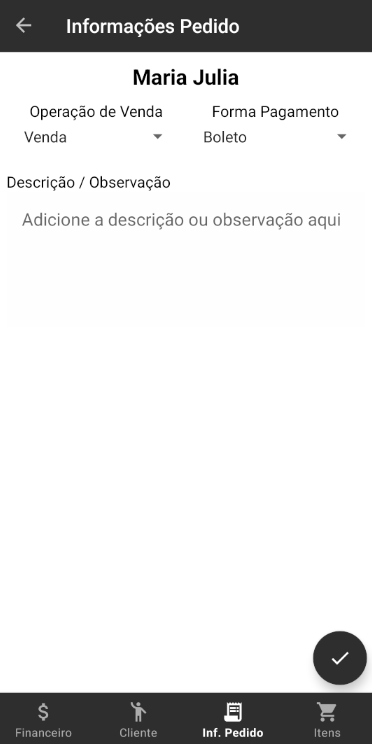 Informações Pedido
Maria Julia
Operação de Venda Forma Pagamento
Venda Boleto
Descrição / Observação
Adicione a descrição ou observação aqui
Financeiro Cliente Inf. Pedido Itens